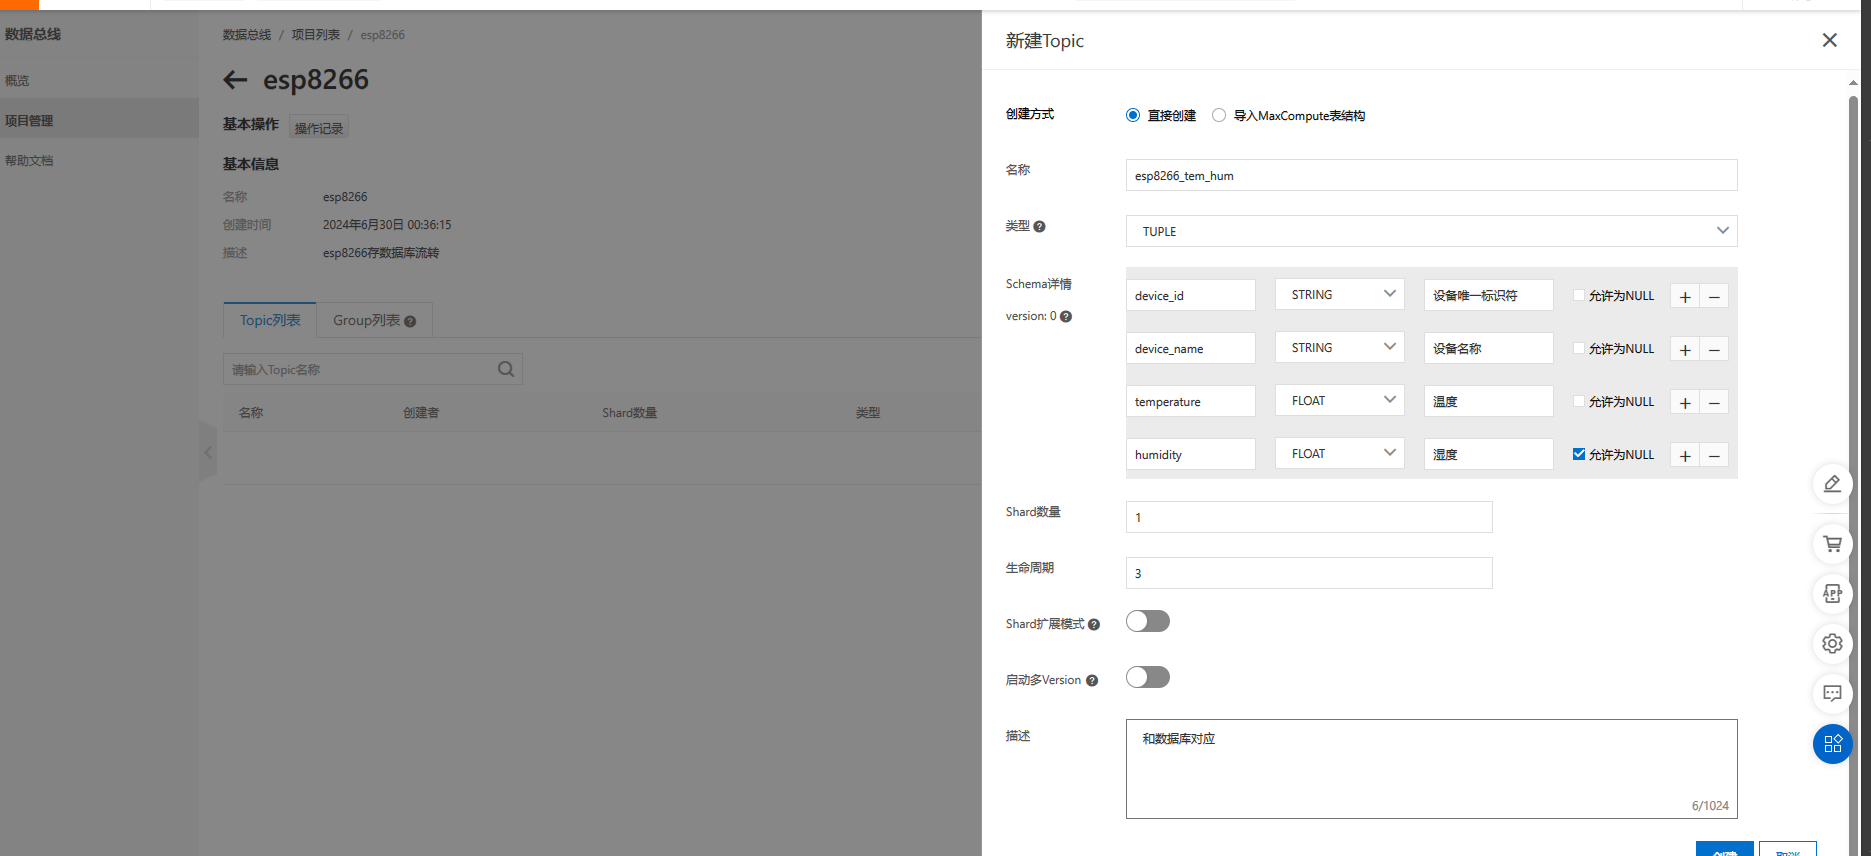 数据总线
概览
项目管理
帮助文档
数据总线 / 项目列表 / esp8266
esp8266
基本操作 操作记录
基本信息
名称 esp8266
创建时间 2024年6月30日 00:36:15
描述 esp8266存数据库流转
Topic列表 Group列表
请输入Topic名称
名称 创建者 Shard数量 类型
新建Topic
创建方式 直接创建 导入MaxCompute表结构
名称 esp8266_tem_hum
类型 TUPLE
Schema详情
version: 0
device_id STRING 设备唯一标识符 允许为NULL
device_name STRING 设备名称 允许为NULL
temperature FLOAT 温度 允许为NULL
humidity FLOAT 湿度 允许为NULL
Shard数量 1
生命周期 3
Shard扩展模式
启动多Version
描述 和数据库对应
6/1024
APP
创建 取消